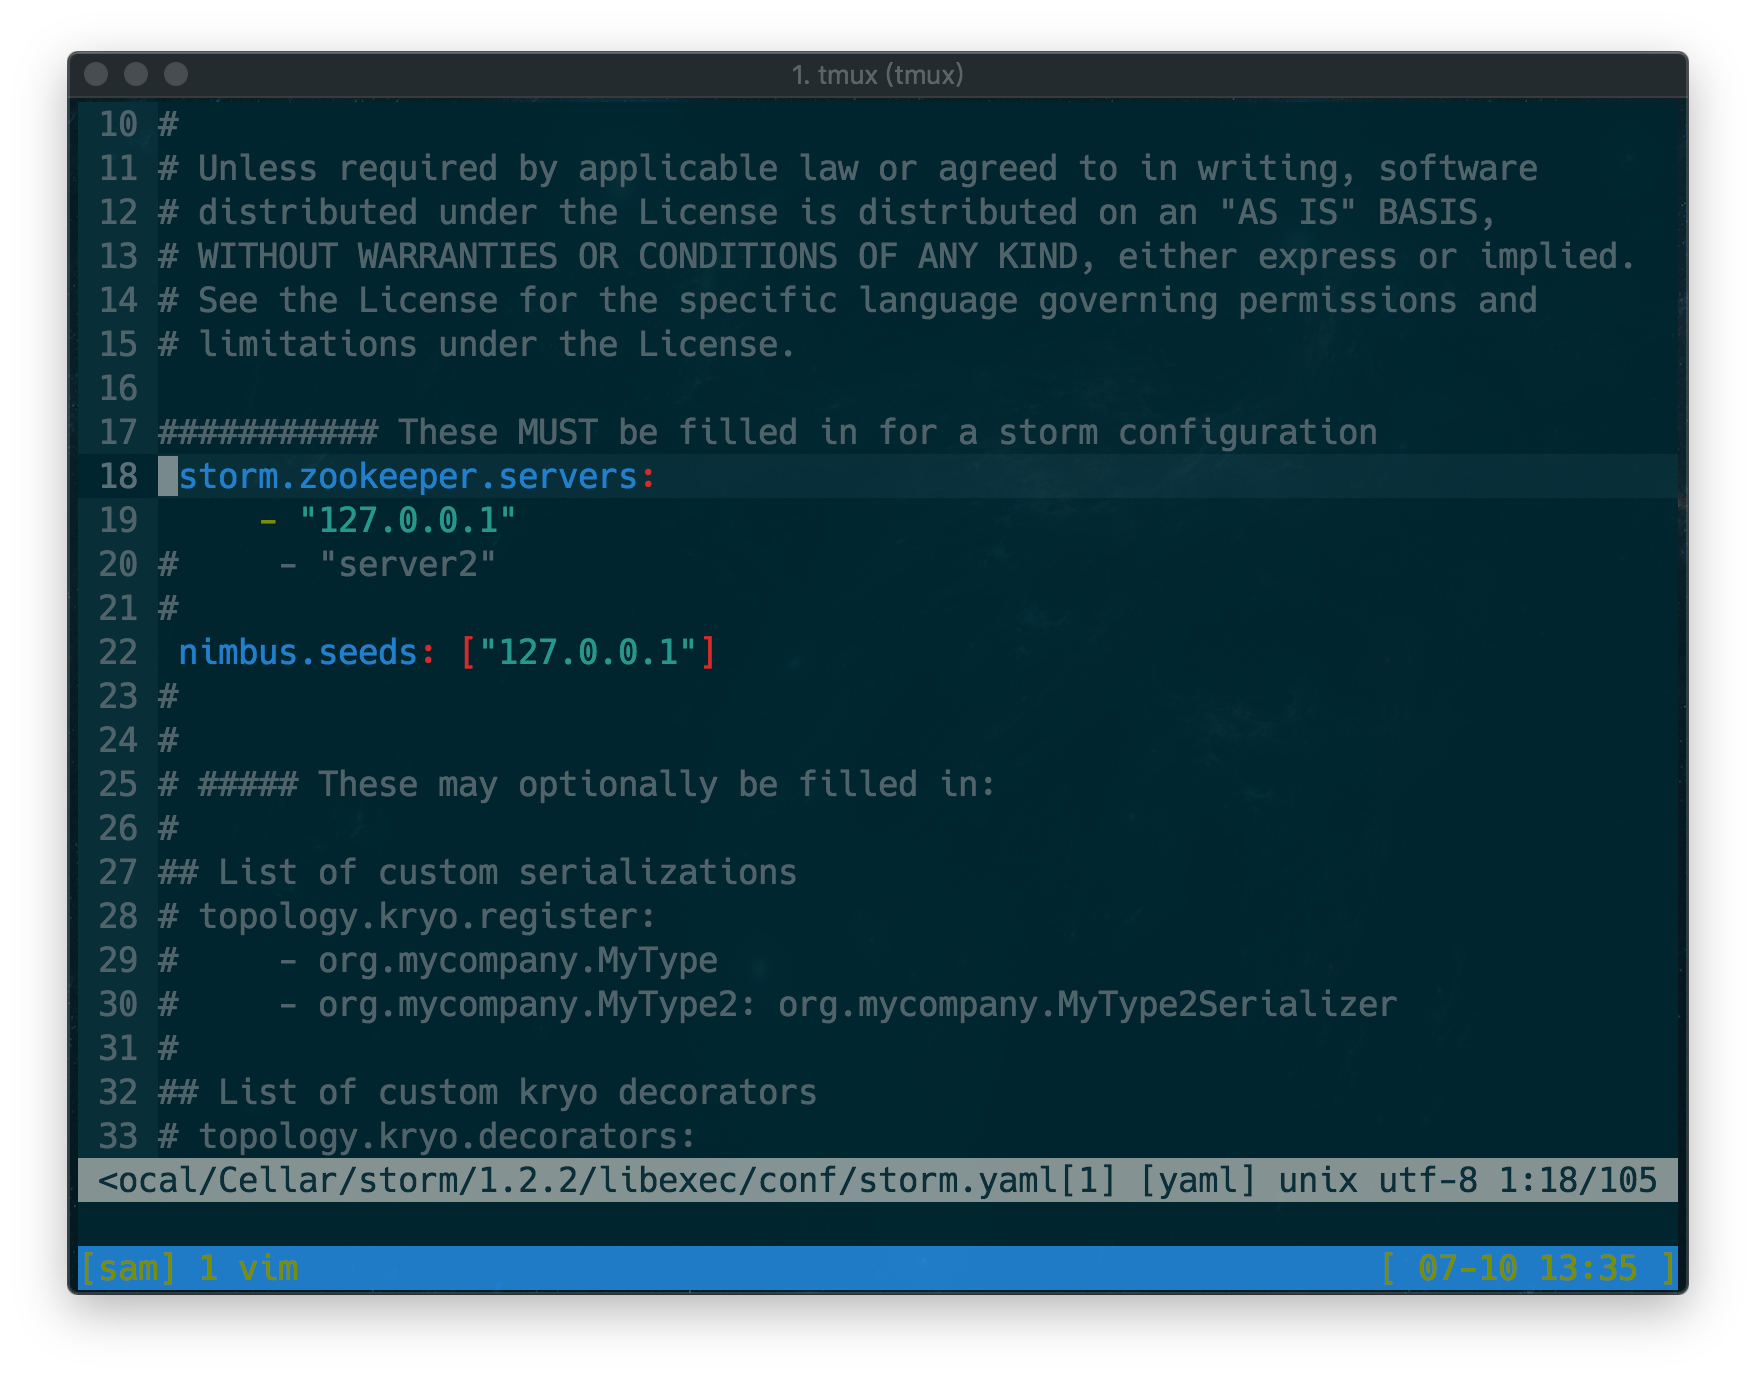 1. tmux (tmux)
10 #
11 # Unless required by applicable law or agreed to in writing, software
12 # distributed under the License is distributed on an "AS IS" BASIS,
13 # WITHOUT WARRANTIES OR CONDITIONS OF ANY KIND, either express or implied.
14 # See the License for the specific language governing permissions and
15 # limitations under the License.
16
17 ########### These MUST be filled in for a storm configuration
18  storm.zookeeper.servers:
19      - "127.0.0.1"
20 #     - "server2"
21 #
22  nimbus.seeds: ["127.0.0.1"]
23 #
24 #
25 # ##### These may optionally be filled in:
26 #
27 ## List of custom serializations
28 # topology.kryo.register:
29 #     - org.mycompany.MyType
30 #     - org.mycompany.MyType2: org.mycompany.MyType2Serializer
31 #
32 ## List of custom kryo decorators
33 # topology.kryo.decorators:
<ocal/Cellar/storm/1.2.2/libexec/conf/storm.yaml[1] [yaml] unix utf-8 1:18/105
[sam] 1 vim [ 07-10 13:35 ]